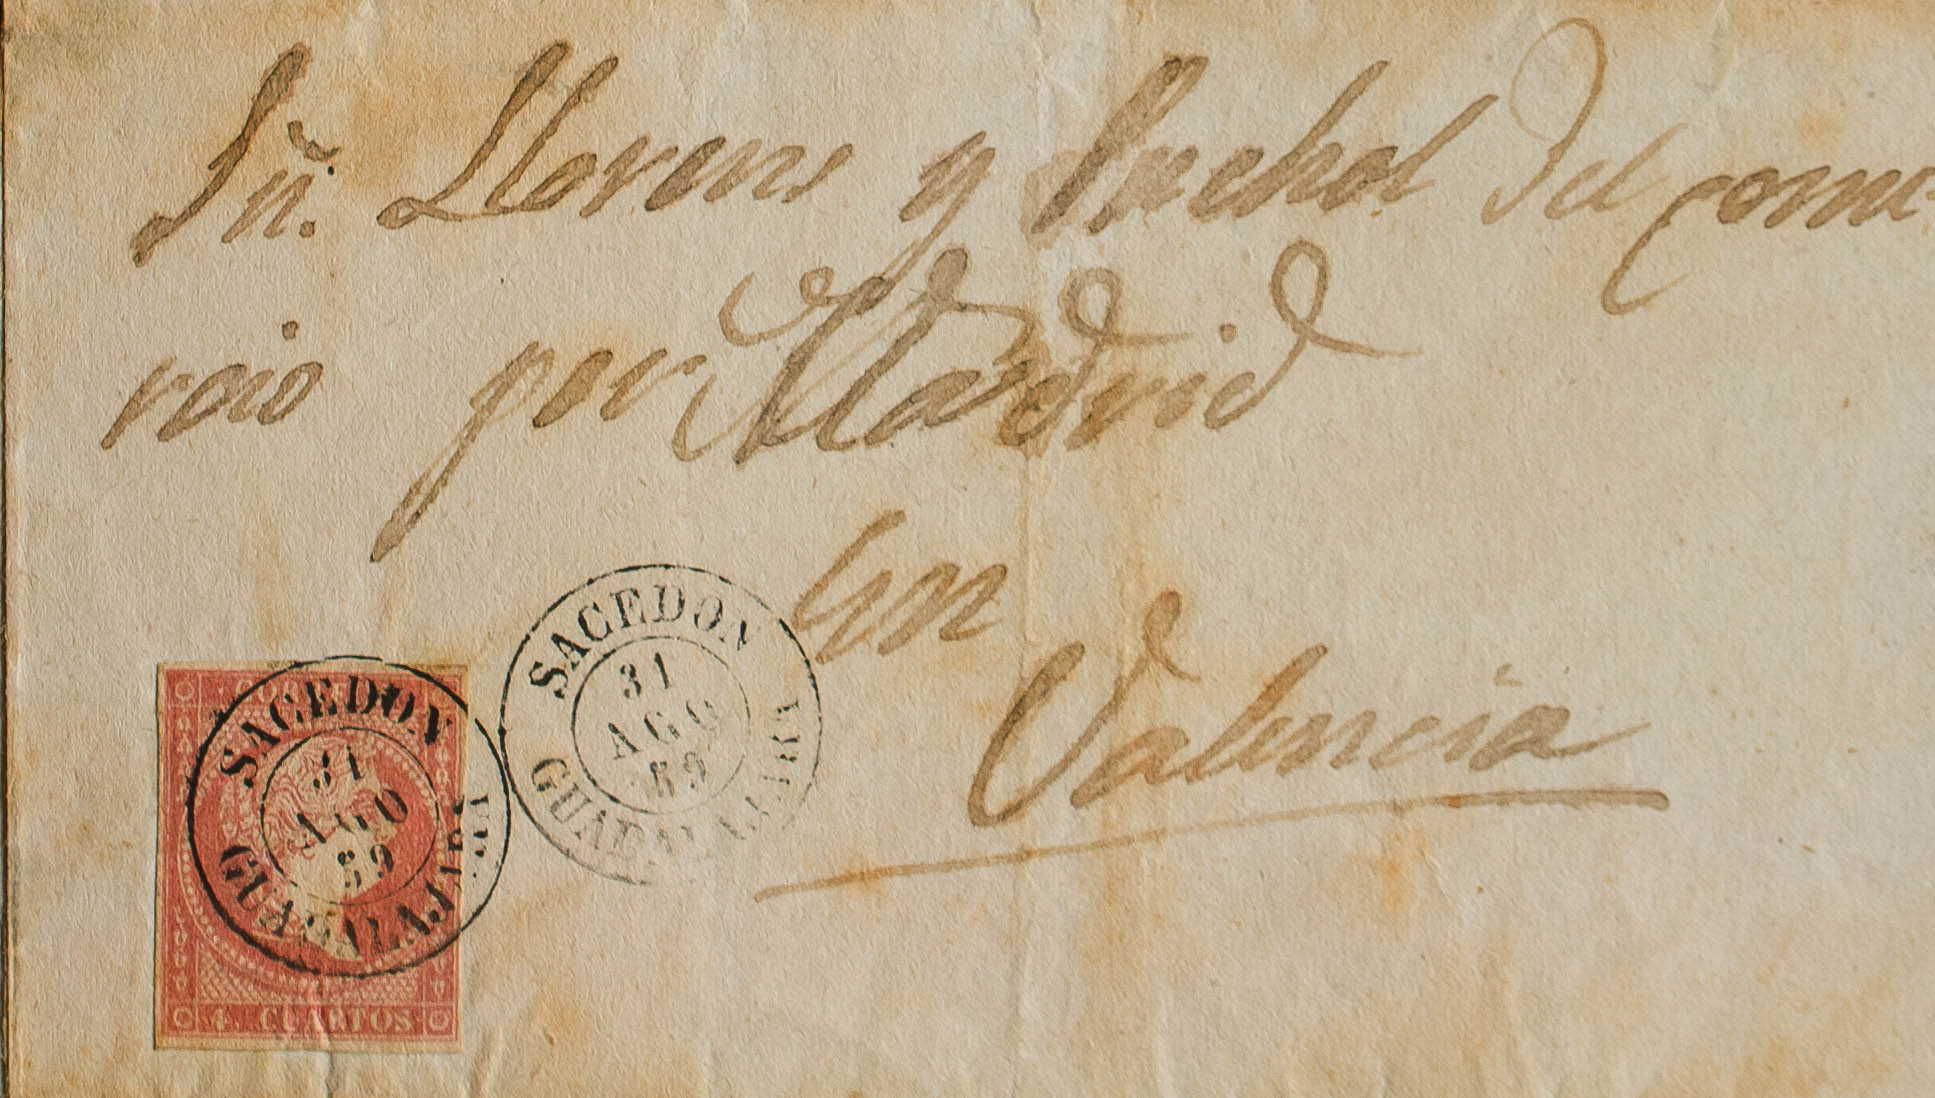 Sñ. Llorens y Puchol del comer-
cio por Madrid
En
Valencia
SACEDON
31
AGO
59
GUADALAJARA
SACEDON
31
AGO
59
GUADALAJARA
4 CUARTOS